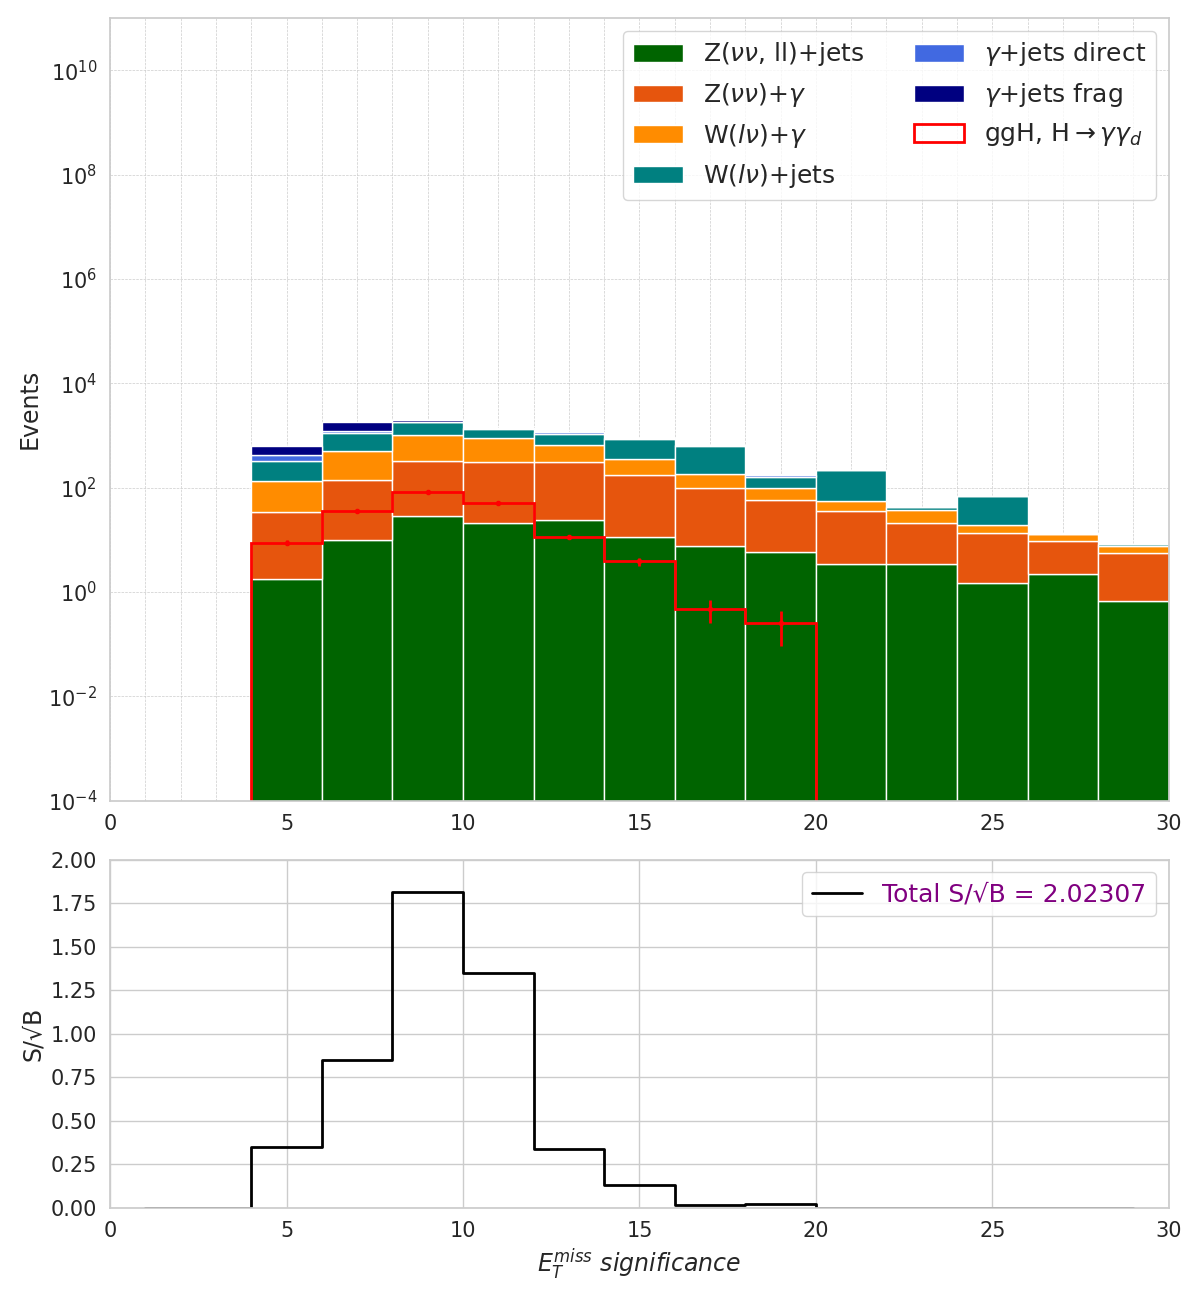 Z(νν, ll)+jets
Z(νν)+γ
W(lν)+γ
W(lν)+jets
γ+jets direct
γ+jets frag
ggH, H→γγ_d
Events
10^10
10^8
10^6
10^4
10^2
10^0
10^−2
10^−4
0 5 10 15 20 25 30
Total S/√B = 2.02307
S/√B
2.00
1.75
1.50
1.25
1.00
0.75
0.50
0.25
0.00
0 5 10 15 20 25 30
E_T^miss significance